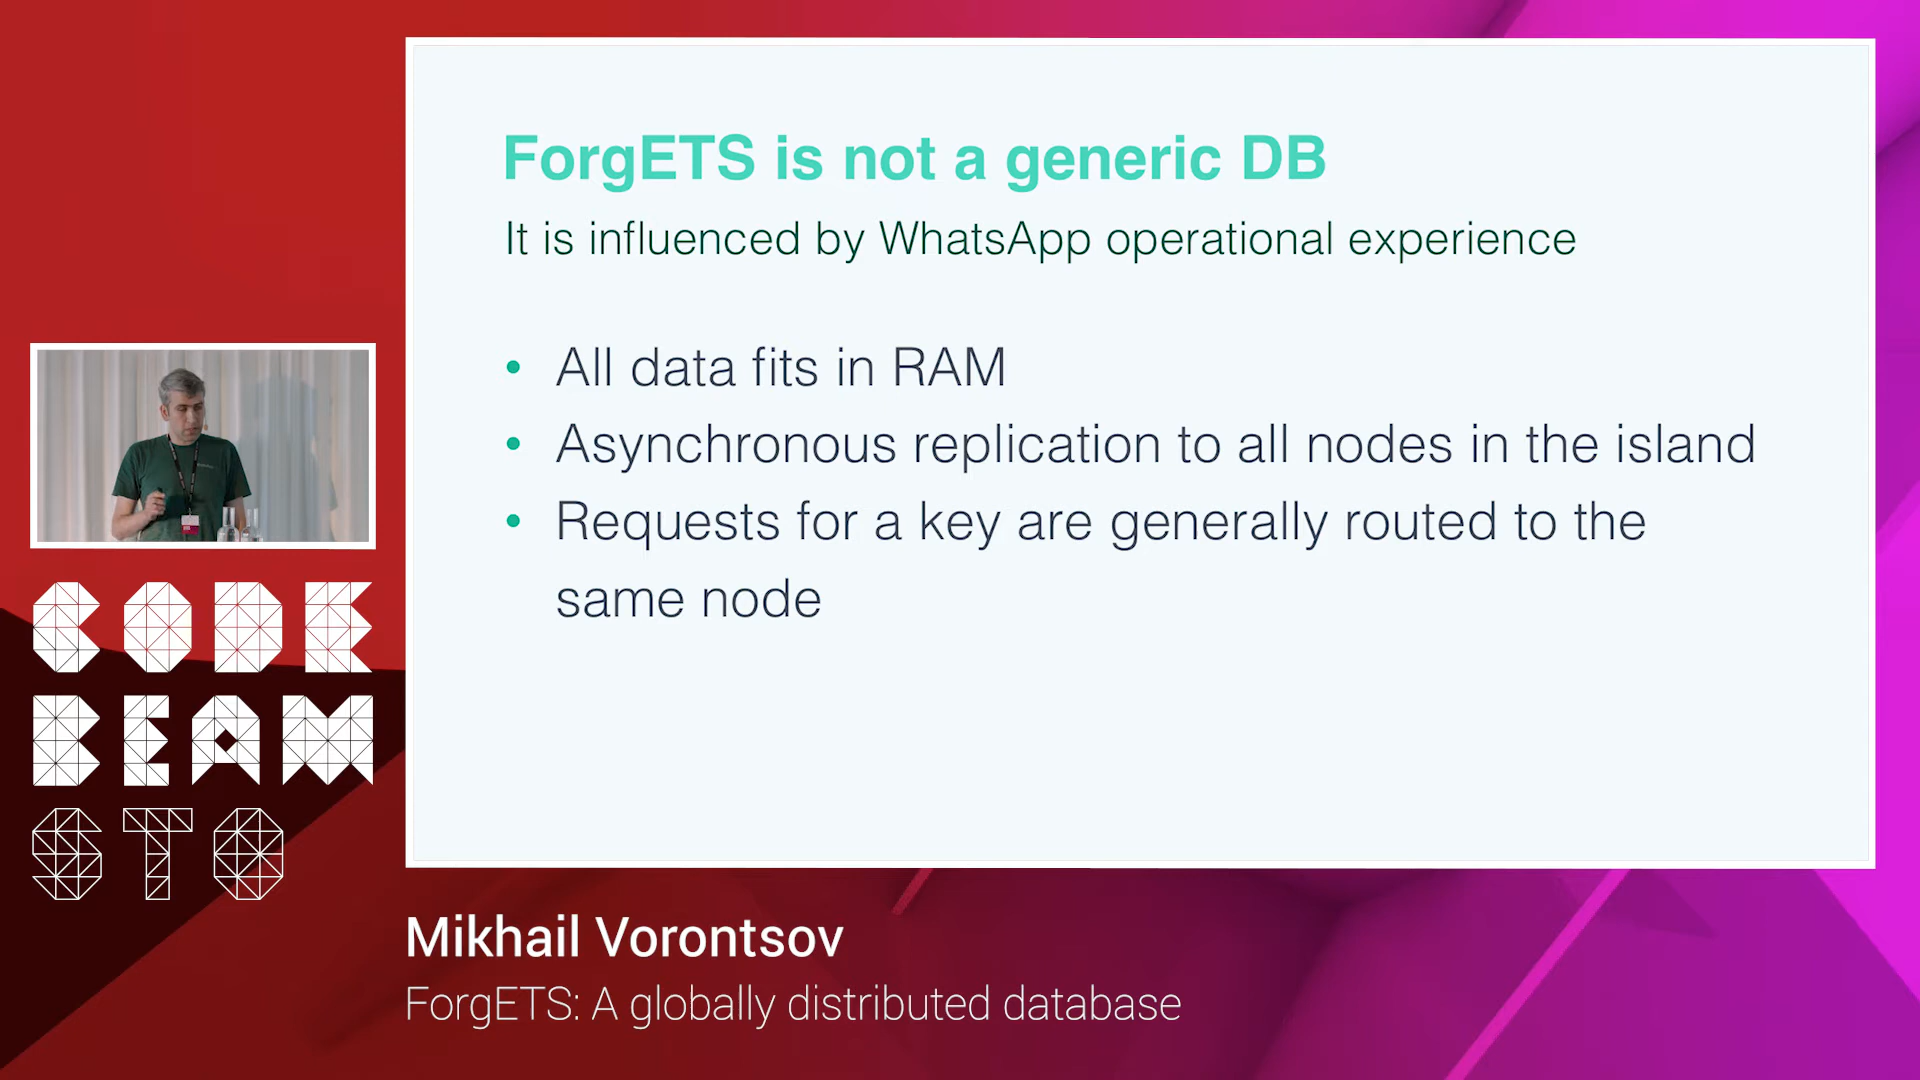 ForgETS is not a generic DB
It is influenced by WhatsApp operational experience
• All data fits in RAM
• Asynchronous replication to all nodes in the island
• Requests for a key are generally routed to the
same node
CODE
BEAM
STO
Mikhail Vorontsov
ForgETS: A globally distributed database